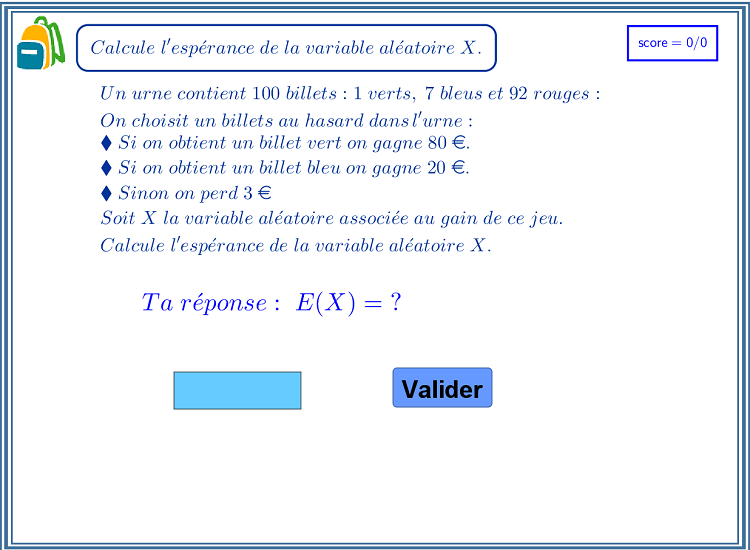 Calcule l'espérance de la variable aléatoire X.
score = 0/0
Un urne contient 100 billets : 1 verts, 7 bleus et 92 rouges :
On choisit un billets au hasard dans l'urne :
♦ Si on obtient un billet vert on gagne 80 €.
♦ Si on obtient un billet bleu on gagne 20 €.
♦ Sinon on perd 3 €
Soit X la variable aléatoire associée au gain de ce jeu.
Calcule l'espérance de la variable aléatoire X.
Ta réponse : E(X) = ?
Valider